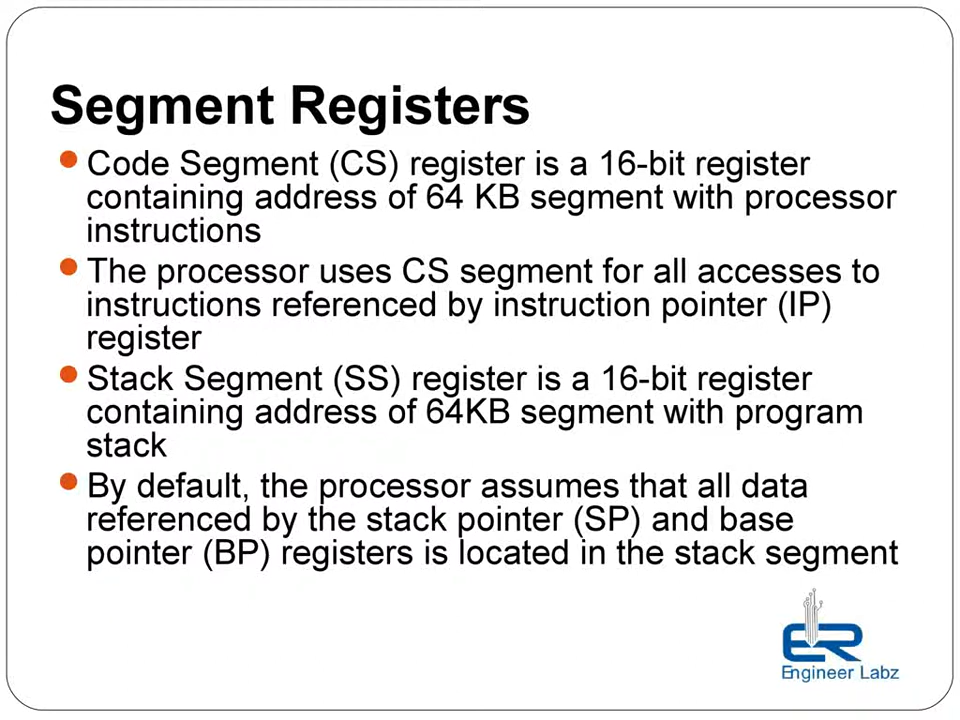 Segment Registers
Code Segment (CS) register is a 16-bit register
containing address of 64 KB segment with processor
instructions
The processor uses CS segment for all accesses to
instructions referenced by instruction pointer (IP)
register
Stack Segment (SS) register is a 16-bit register
containing address of 64KB segment with program
stack
By default, the processor assumes that all data
referenced by the stack pointer (SP) and base
pointer (BP) registers is located in the stack segment
ER
Engineer Labz